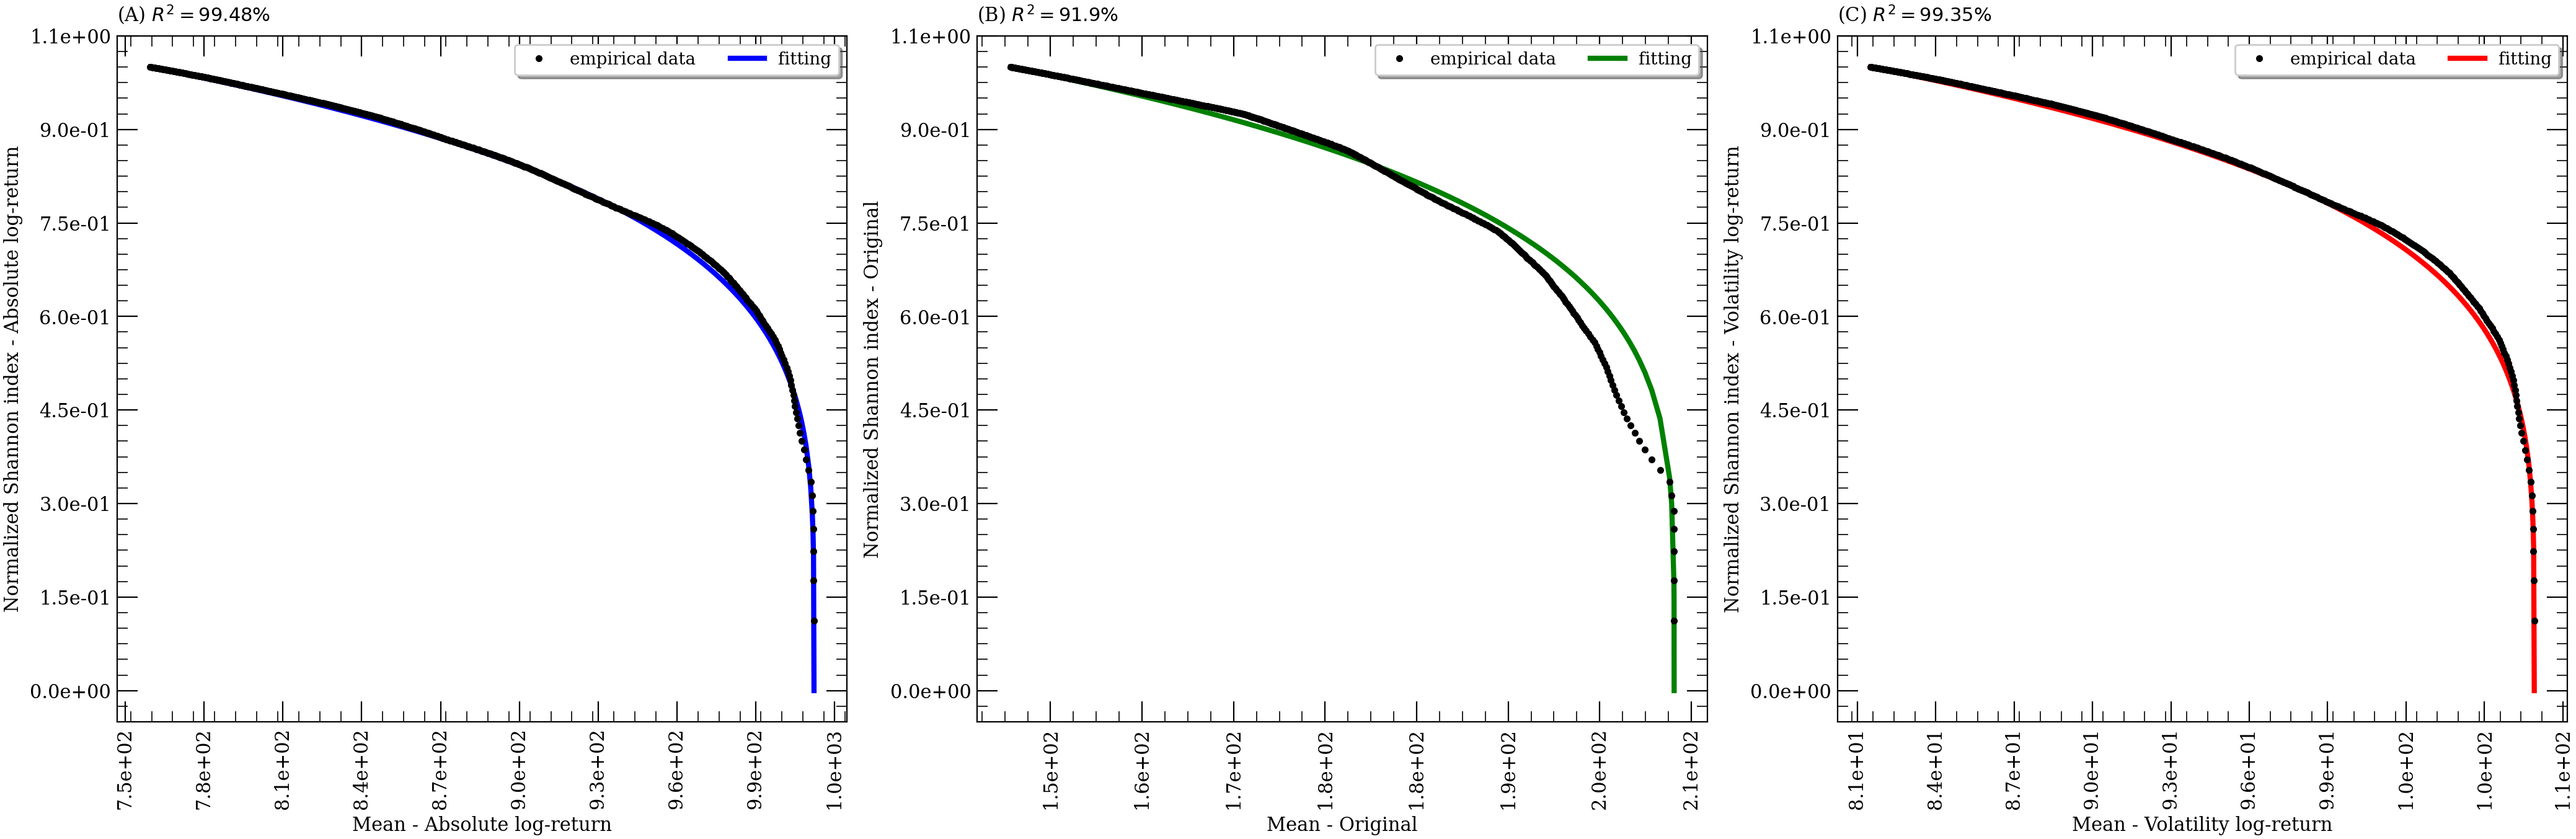 (A) R² = 99.48%
1.1e+00
9.0e-01
7.5e-01
6.0e-01
4.5e-01
3.0e-01
1.5e-01
0.0e+00
Normalized Shannon index - Absolute log-return
empirical data
fitting
7.5e+02
7.8e+02
8.1e+02
8.4e+02
8.7e+02
9.0e+02
9.3e+02
9.6e+02
9.9e+02
1.0e+03
Mean - Absolute log-return
(B) R² = 91.9%
1.1e+00
9.0e-01
7.5e-01
6.0e-01
4.5e-01
3.0e-01
1.5e-01
0.0e+00
Normalized Shannon index - Original
empirical data
fitting
1.5e+02
1.6e+02
1.7e+02
1.8e+02
1.8e+02
1.9e+02
2.0e+02
2.1e+02
Mean - Original
(C) R² = 99.35%
1.1e+00
9.0e-01
7.5e-01
6.0e-01
4.5e-01
3.0e-01
1.5e-01
0.0e+00
Normalized Shannon index - Volatility log-return
empirical data
fitting
8.1e+01
8.4e+01
8.7e+01
9.0e+01
9.3e+01
9.6e+01
9.9e+01
1.0e+02
1.0e+02
1.1e+02
Mean - Volatility log-return